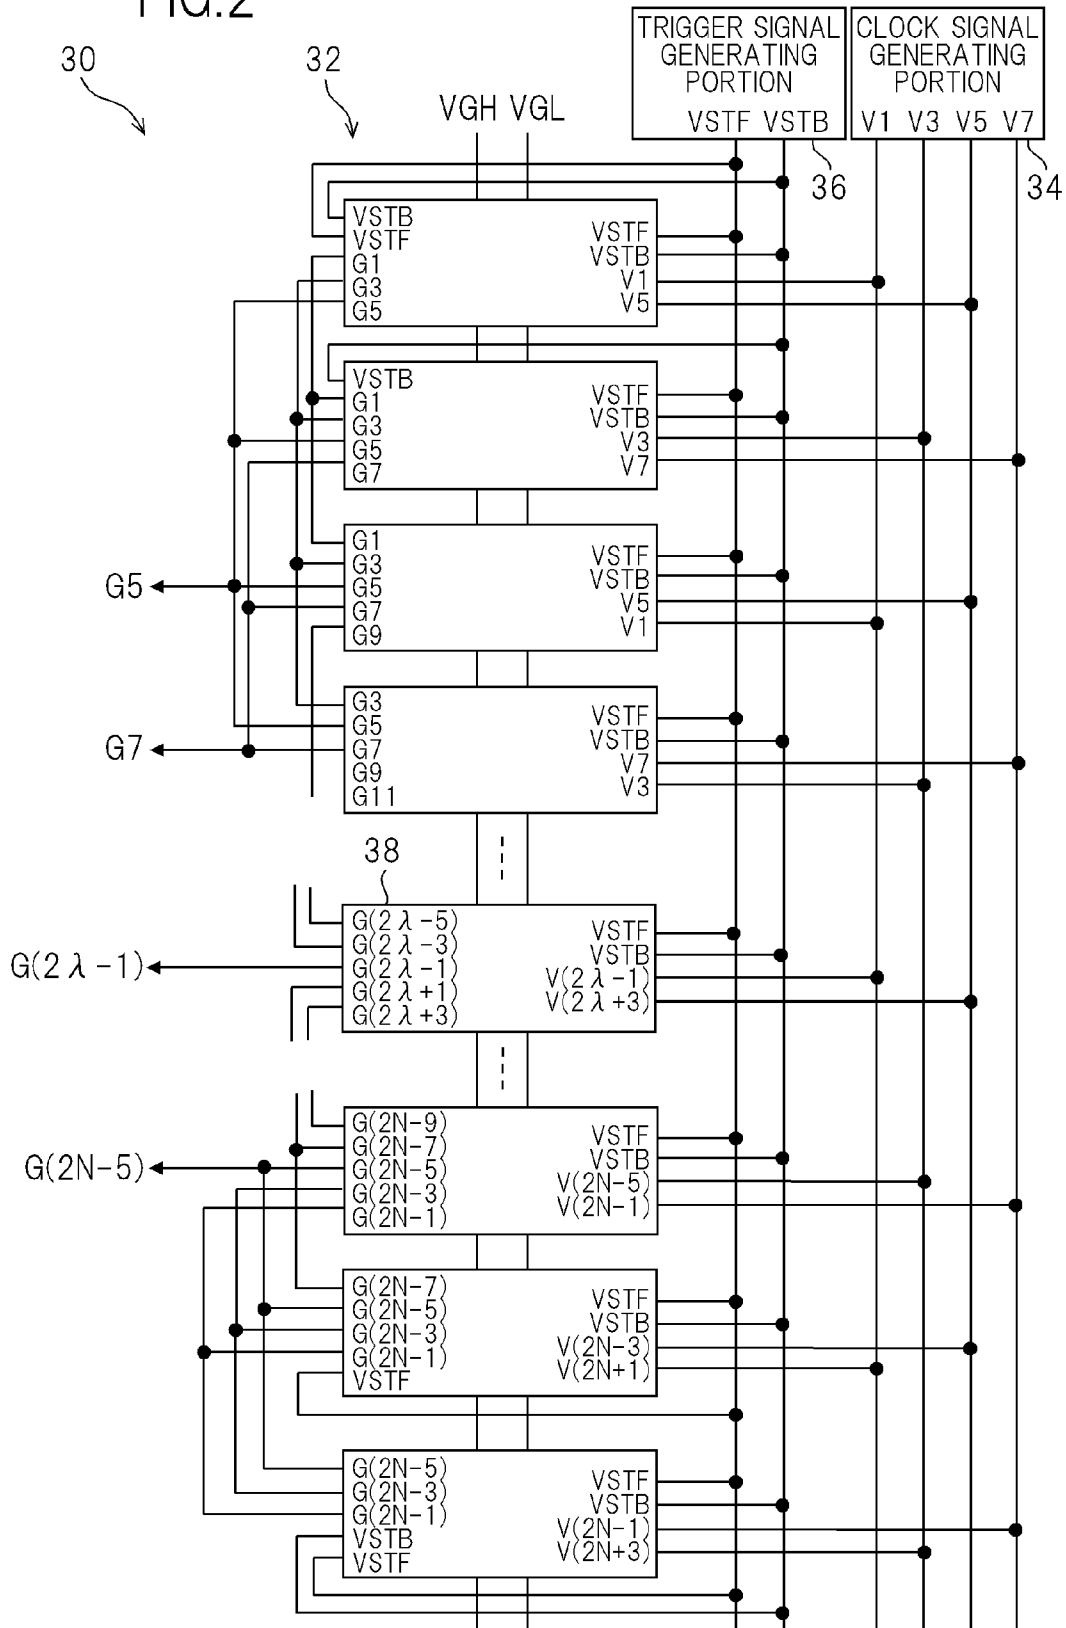 FIG.2
30
32
VGH VGL
TRIGGER SIGNAL
GENERATING
PORTION
VSTF VSTB
CLOCK SIGNAL
GENERATING
PORTION
V1 V3 V5 V7
36
34
VSTB
VSTF
G1
G3
G5
VSTF
VSTB
V1
V5
VSTB
G1
G3
G5
G7
VSTF
VSTB
V3
V7
G5
G1
G3
G5
G7
G9
VSTF
VSTB
V5
V1
G7
G3
G5
G7
G9
G11
VSTF
VSTB
V7
V3
38
G(2λ-1)
G(2λ-5)
G(2λ-3)
G(2λ-1)
G(2λ+1)
G(2λ+3)
VSTF
VSTB
V(2λ-1)
V(2λ+3)
G(2N-5)
G(2N-9)
G(2N-7)
G(2N-5)
G(2N-3)
G(2N-1)
VSTF
VSTB
V(2N-5)
V(2N-1)
G(2N-7)
G(2N-5)
G(2N-3)
G(2N-1)
VSTF
VSTF
VSTB
V(2N-3)
V(2N+1)
G(2N-5)
G(2N-3)
G(2N-1)
VSTB
VSTF
VSTF
VSTB
V(2N-1)
V(2N+3)